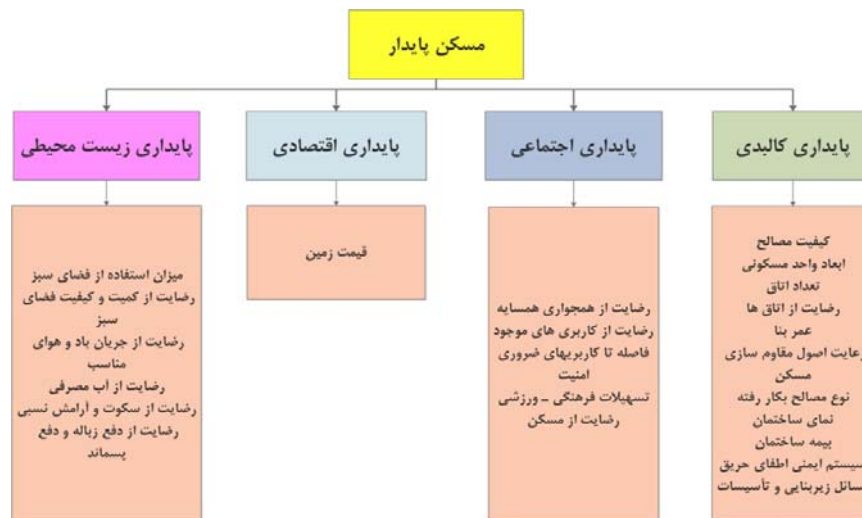 مسکن پایدار
پایداری کالبدی
پایداری اجتماعی
پایداری اقتصادی
پایداری زیست محیطی
کیفیت مصالح
ابعاد واحد مسکونی
تعداد اتاق
رضایت از اتاق ها
عمر بنا
رعایت اصول مقاوم سازی
مسکن
نوع مصالح بکار رفته
نمای ساختمان
بیمه ساختمان
سیستم ایمنی اطفای حریق
مسائل زیربنایی و تأسیسات
رضایت از همجواری همسایه
رضایت از کاربری های موجود
فاصله تا کاربریهای ضروری
امنیت
تسهیلات فرهنگی ـ ورزشی
رضایت از مسکن
قیمت زمین
میزان استفاده از فضای سبز
رضایت از کمیت و کیفیت فضای
سبز
رضایت از جریان باد و هوای
مناسب
رضایت از آب مصرفی
رضایت از سکوت و آرامش نسبی
رضایت از دفع زباله و دفع
پسماند